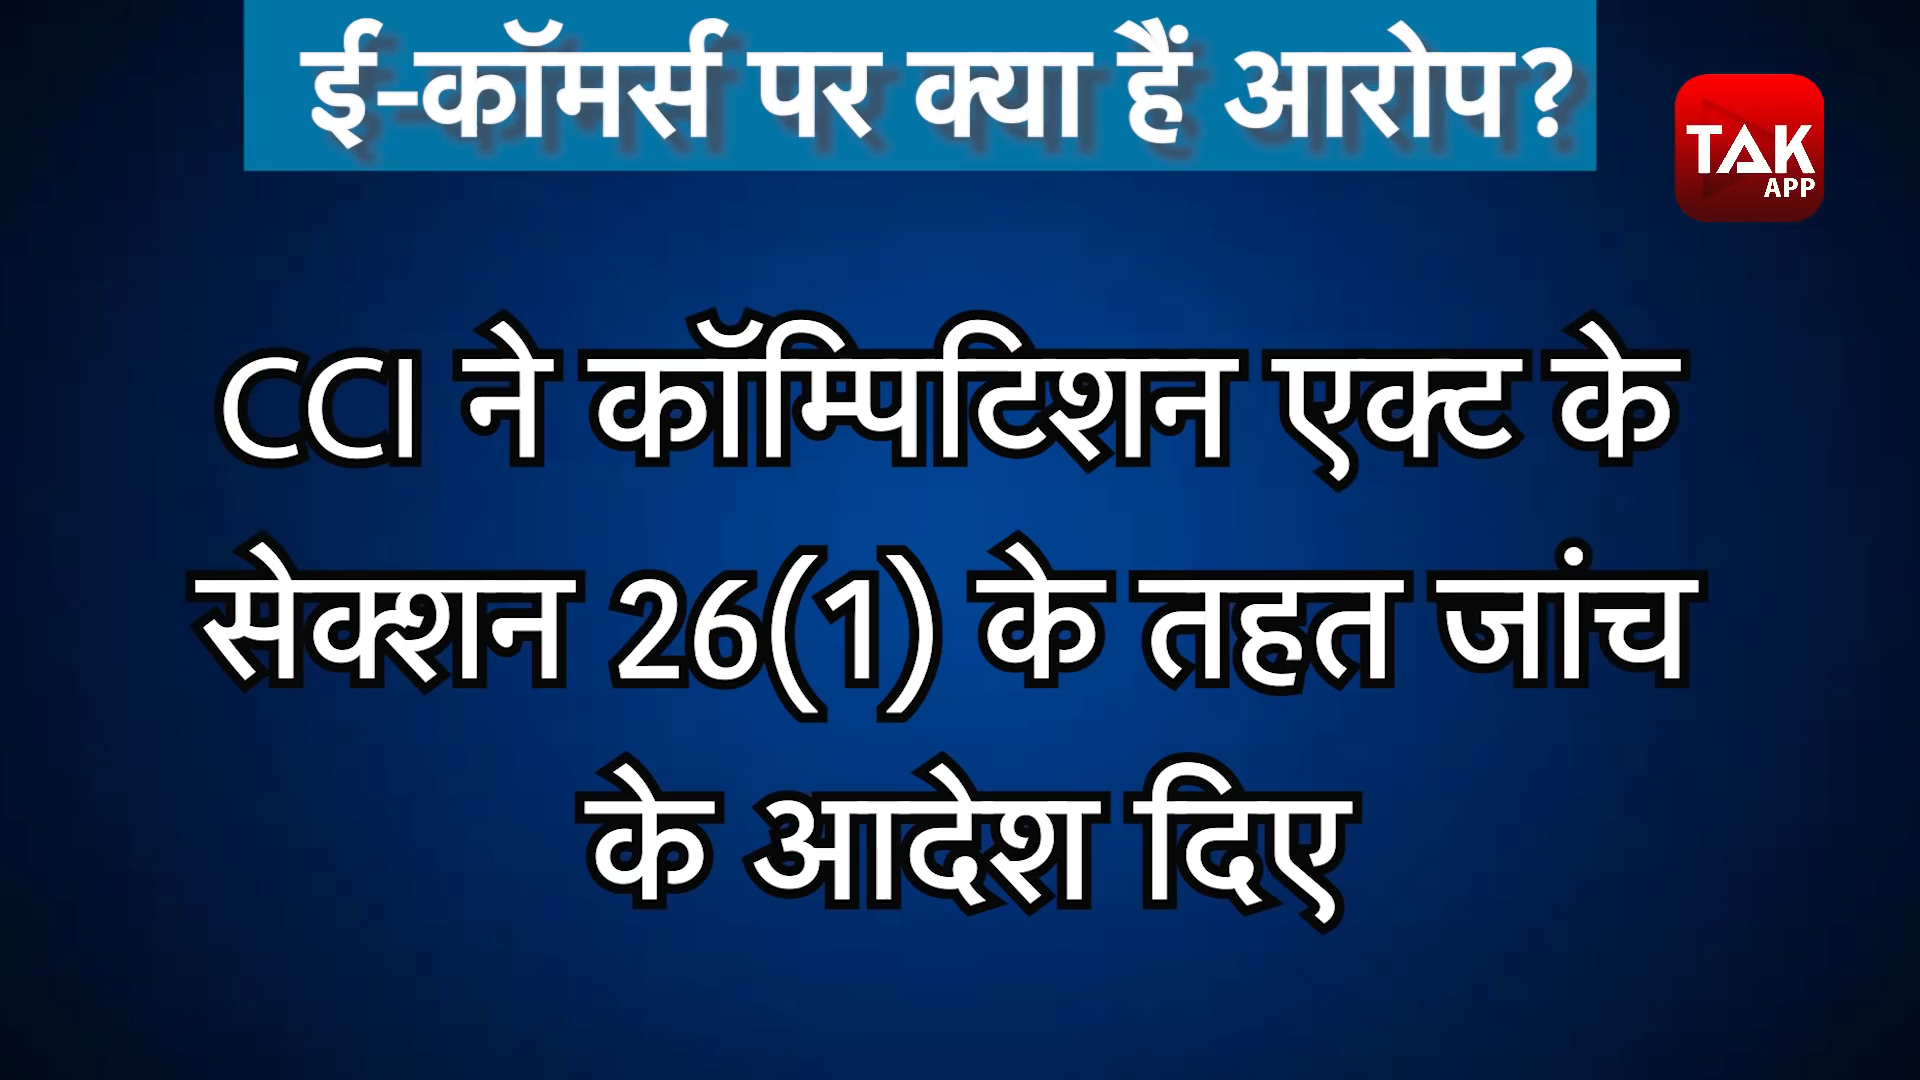 ई-कॉमर्स पर क्या हैं आरोप?
TAK
APP
CCI ने कॉम्पिटिशन एक्ट के
सेक्शन 26(1) के तहत जांच
के आदेश दिए